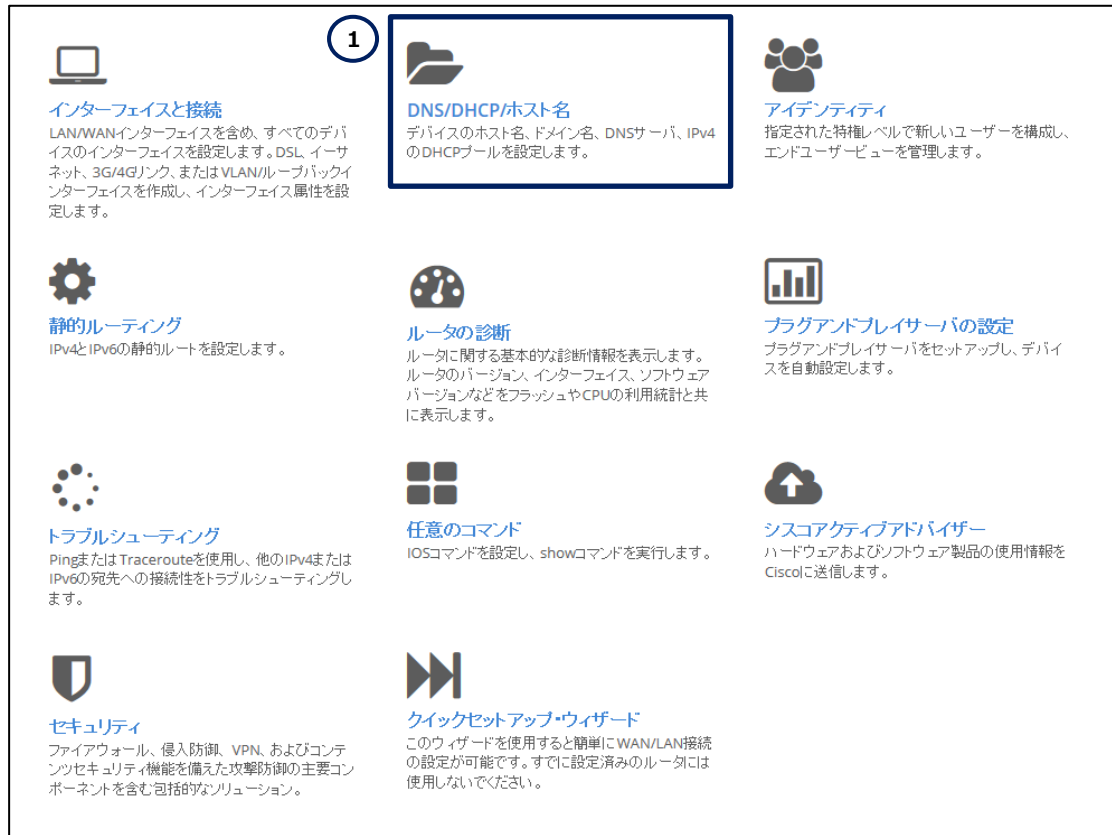 1
インターフェイスと接続
LAN/WANインターフェイスを含め、すべてのデバ
イスのインターフェイスを設定します。DSL、イーサ
ネット、3G/4Gリンク、またはVLAN/ループバックイ
ンターフェイスを作成し、インターフェイス属性を設
定します。
DNS/DHCP/ホスト名
デバイスのホスト名、ドメイン名、DNSサーバ、IPv4
のDHCPプールを設定します。
アイデンティティ
指定された特権レベルで新しいユーザーを構成し、
エンドユーザービューを管理します。
静的ルーティング
IPv4とIPv6の静的ルートを設定します。
ルータの診断
ルータに関する基本的な診断情報を表示します。
ルータのバージョン、インターフェイス、ソフトウェア
バージョンなどをフラッシュやCPUの利用統計と共
に表示します。
プラグアンドプレイサーバの設定
プラグアンドプレイサーバをセットアップし、デバイ
スを自動設定します。
トラブルシューティング
PingまたはTracerouteを使用し、他のIPv4または
IPv6の宛先への接続性をトラブルシューティングし
ます。
任意のコマンド
IOSコマンドを設定し、showコマンドを実行します。
シスコアクティブアドバイザー
ハードウェアおよびソフトウェア製品の使用情報を
Ciscoに送信します。
セキュリティ
ファイアウォール、侵入防御、VPN、およびコンテ
ンツセキュリティ機能を備えた攻撃防御の主要コン
ポーネントを含む包括的なソリューション。
クイックセットアップ・ウィザード
このウィザードを使用すると簡単にWAN/LAN接続
の設定が可能です。すでに設定済みのルータには
使用しないでください。